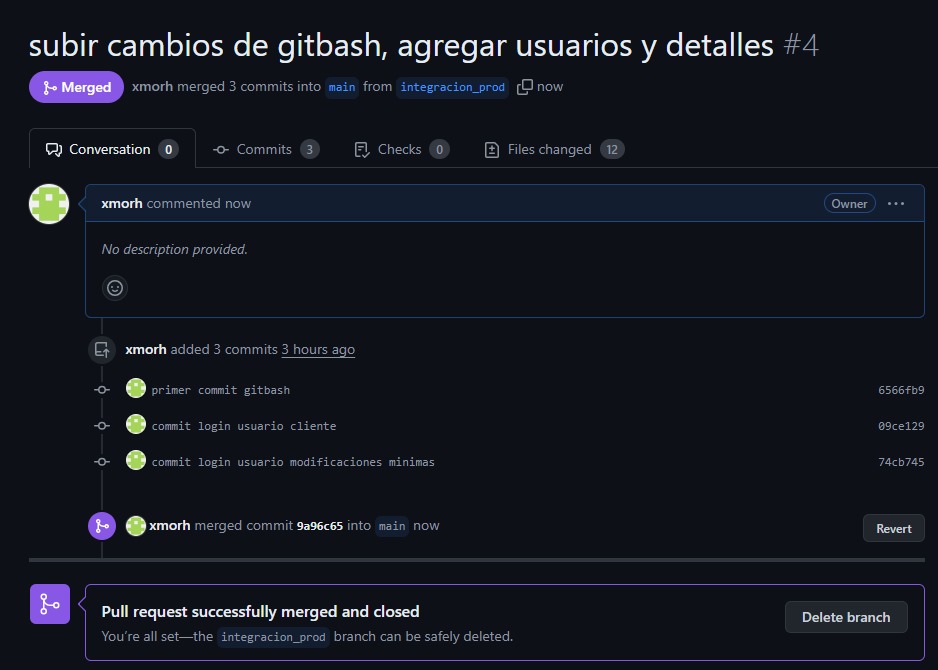 subir cambios de gitbash, agregar usuarios y detalles #4
Merged xmorh merged 3 commits into main from integracion_prod now
Conversation 0 Commits 3 Checks 0 Files changed 12
xmorh commented now Owner
No description provided.
xmorh added 3 commits 3 hours ago
primer commit gitbash 6566fb9
commit login usuario cliente 09ce129
commit login usuario modificaciones minimas 74cb745
xmorh merged commit 9a96c65 into main now Revert
Pull request successfully merged and closed
You're all set—the integracion_prod branch can be safely deleted.
Delete branch